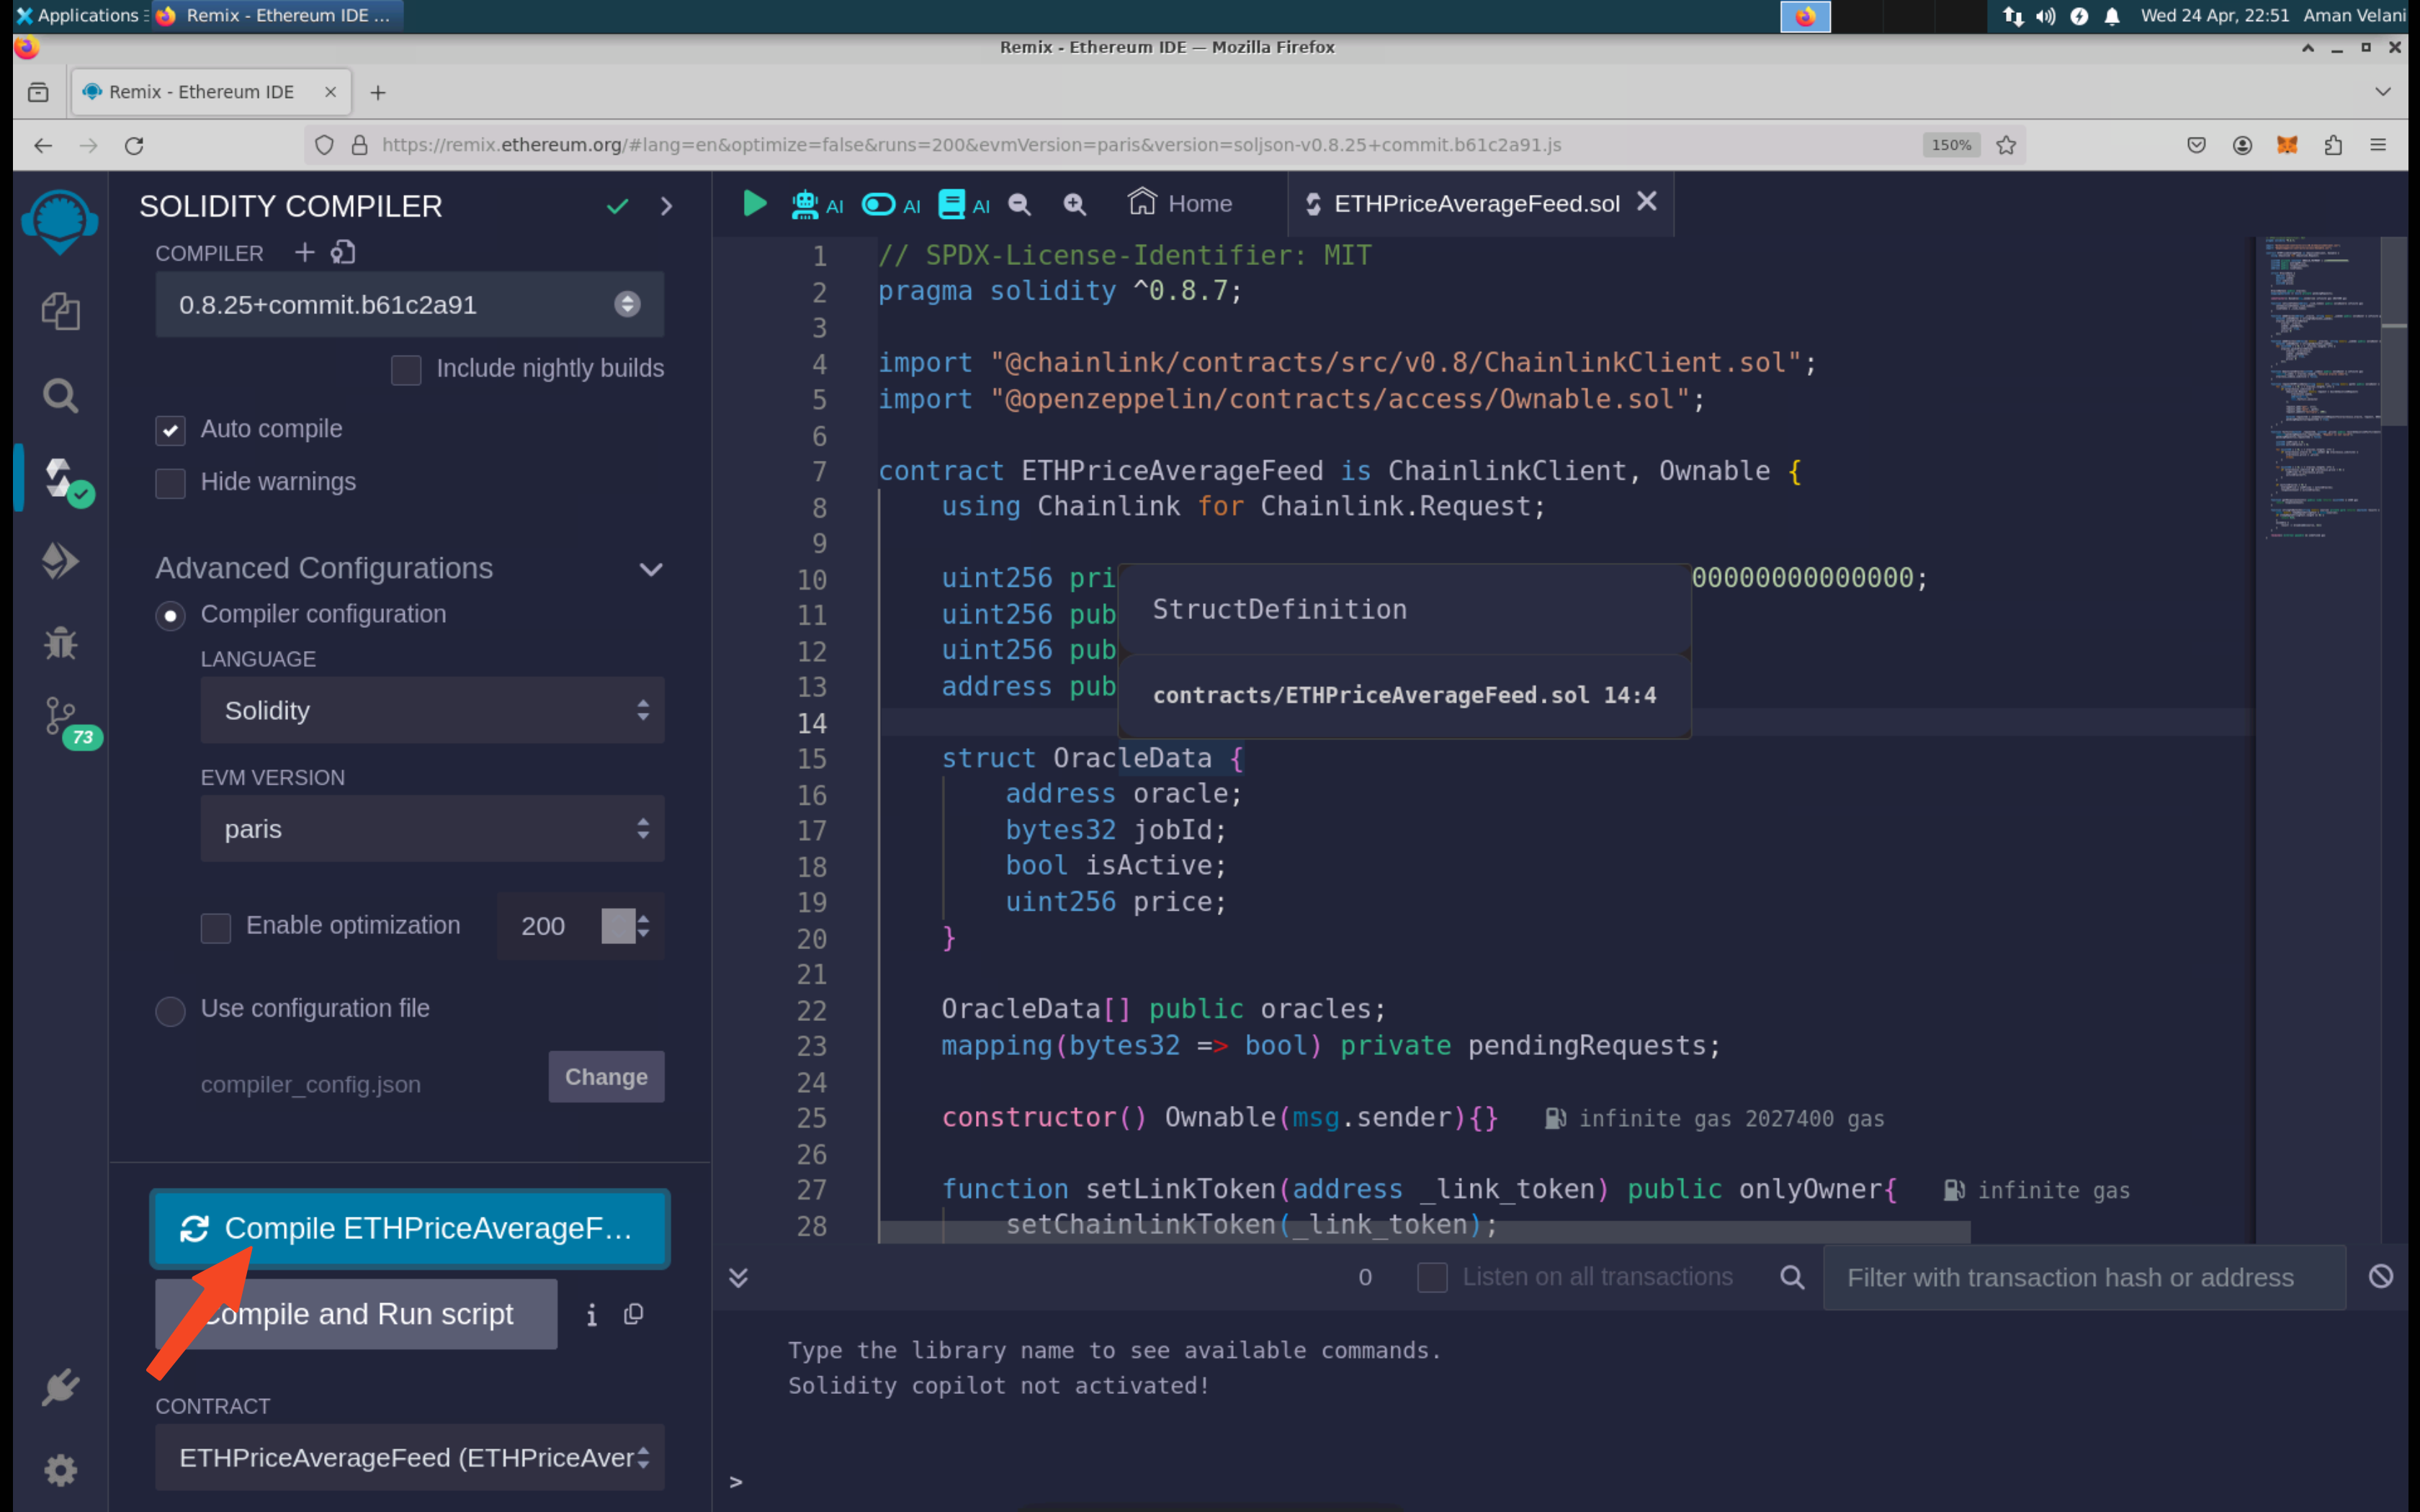 Applications
Remix - Ethereum IDE ...
Wed 24 Apr, 22:51 Aman Velani
Remix - Ethereum IDE — Mozilla Firefox
Remix - Ethereum IDE
https://remix.ethereum.org/#lang=en&optimize=false&runs=200&evmVersion=paris&version=soljson-v0.8.25+commit.b61c2a91.js
150%
SOLIDITY COMPILER
COMPILER
0.8.25+commit.b61c2a91
Include nightly builds
Auto compile
Hide warnings
Advanced Configurations
Compiler configuration
LANGUAGE
Solidity
EVM VERSION
paris
Enable optimization 200
Use configuration file
compiler_config.json
Change
Compile ETHPriceAverageF...
Compile and Run script
CONTRACT
ETHPriceAverageFeed (ETHPriceAver
73
AI AI AI Home ETHPriceAverageFeed.sol
1 // SPDX-License-Identifier: MIT
2 pragma solidity ^0.8.7;
3
4 import "@chainlink/contracts/src/v0.8/ChainlinkClient.sol";
5 import "@openzeppelin/contracts/access/Ownable.sol";
6
7 contract ETHPriceAverageFeed is ChainlinkClient, Ownable {
8 using Chainlink for Chainlink.Request;
9
10 uint256 pri 00000000000000;
11 uint256 pub
12 uint256 pub
13 address pub
StructDefinition
contracts/ETHPriceAverageFeed.sol 14:4
14
15 struct OracleData {
16 address oracle;
17 bytes32 jobId;
18 bool isActive;
19 uint256 price;
20 }
21
22 OracleData[] public oracles;
23 mapping(bytes32 => bool) private pendingRequests;
24
25 constructor() Ownable(msg.sender){} infinite gas 2027400 gas
26
27 function setLinkToken(address _link_token) public onlyOwner{ infinite gas
28 setChainlinkToken(_link_token);
0 Listen on all transactions Filter with transaction hash or address
Type the library name to see available commands.
Solidity copilot not activated!
>